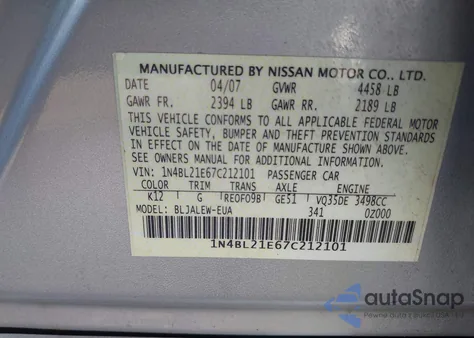 MANUFACTURED BY NISSAN MOTOR CO., LTD.
DATE 04/07 GVWR 4458 LB
GAWR FR. 2394 LB GAWR RR. 2189 LB
THIS VEHICLE CONFORMS TO ALL APPLICABLE FEDERAL MOTOR
VEHICLE SAFETY, BUMPER AND THEFT PREVENTION STANDARDS
IN EFFECT ON THE DATE OF MANUFACTURE SHOWN ABOVE.
SEE OWNERS MANUAL FOR ADDITIONAL INFORMATION.
VIN: 1N4BL21E67C212101 PASSENGER CAR
COLOR TRIM TRANS AXLE ENGINE
K12 G RE0F09B GE51 VQ35DE 3498CC
MODEL: BLJALEW-EUA 341 0Z000
1N4BL21E67C212101
autoSnap